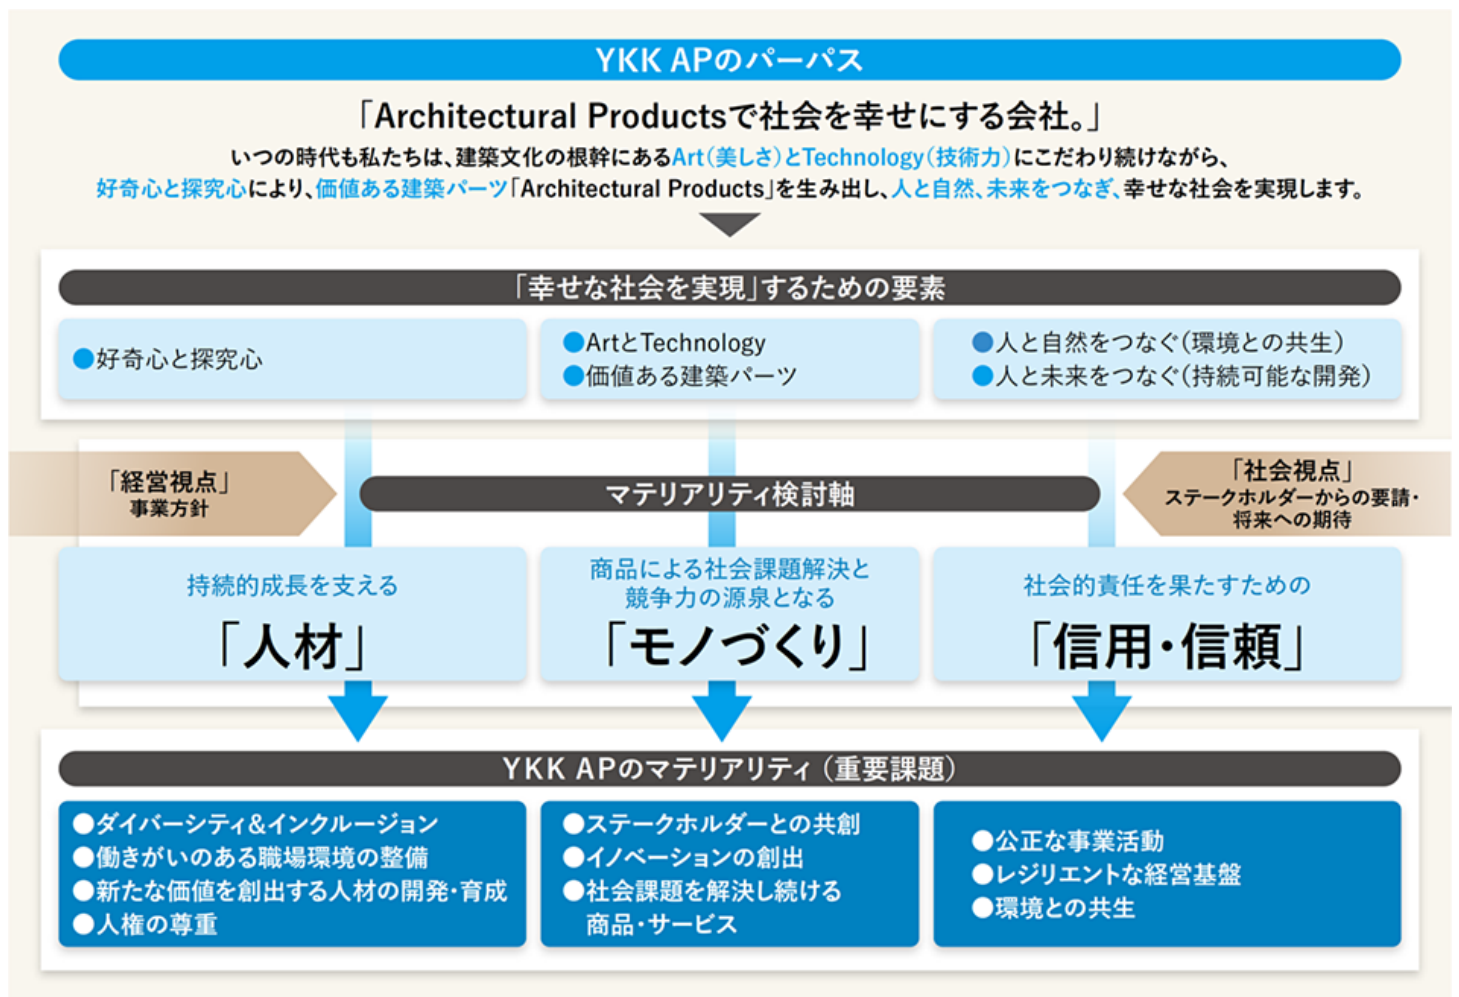 YKK APのパーパス
「Architectural Productsで社会を幸せにする会社。」
いつの時代も私たちは、建築文化の根幹にあるArt（美しさ）とTechnology（技術力）にこだわり続けながら、
好奇心と探究心により、価値ある建築パーツ「Architectural Products」を生み出し、人と自然、未来をつなぎ、幸せな社会を実現します。
「幸せな社会を実現」するための要素
●好奇心と探究心
●ArtとTechnology
●価値ある建築パーツ
●人と自然をつなぐ（環境との共生）
●人と未来をつなぐ（持続可能な開発）
「経営視点」
事業方針
マテリアリティ検討軸
「社会視点」
ステークホルダーからの要請・
将来への期待
持続的成長を支える
「人材」
商品による社会課題解決と
競争力の源泉となる
「モノづくり」
社会的責任を果たすための
「信用・信頼」
YKK APのマテリアリティ（重要課題）
●ダイバーシティ&インクルージョン
●働きがいのある職場環境の整備
●新たな価値を創出する人材の開発・育成
●人権の尊重
●ステークホルダーとの共創
●イノベーションの創出
●社会課題を解決し続ける
商品・サービス
●公正な事業活動
●レジリエントな経営基盤
●環境との共生